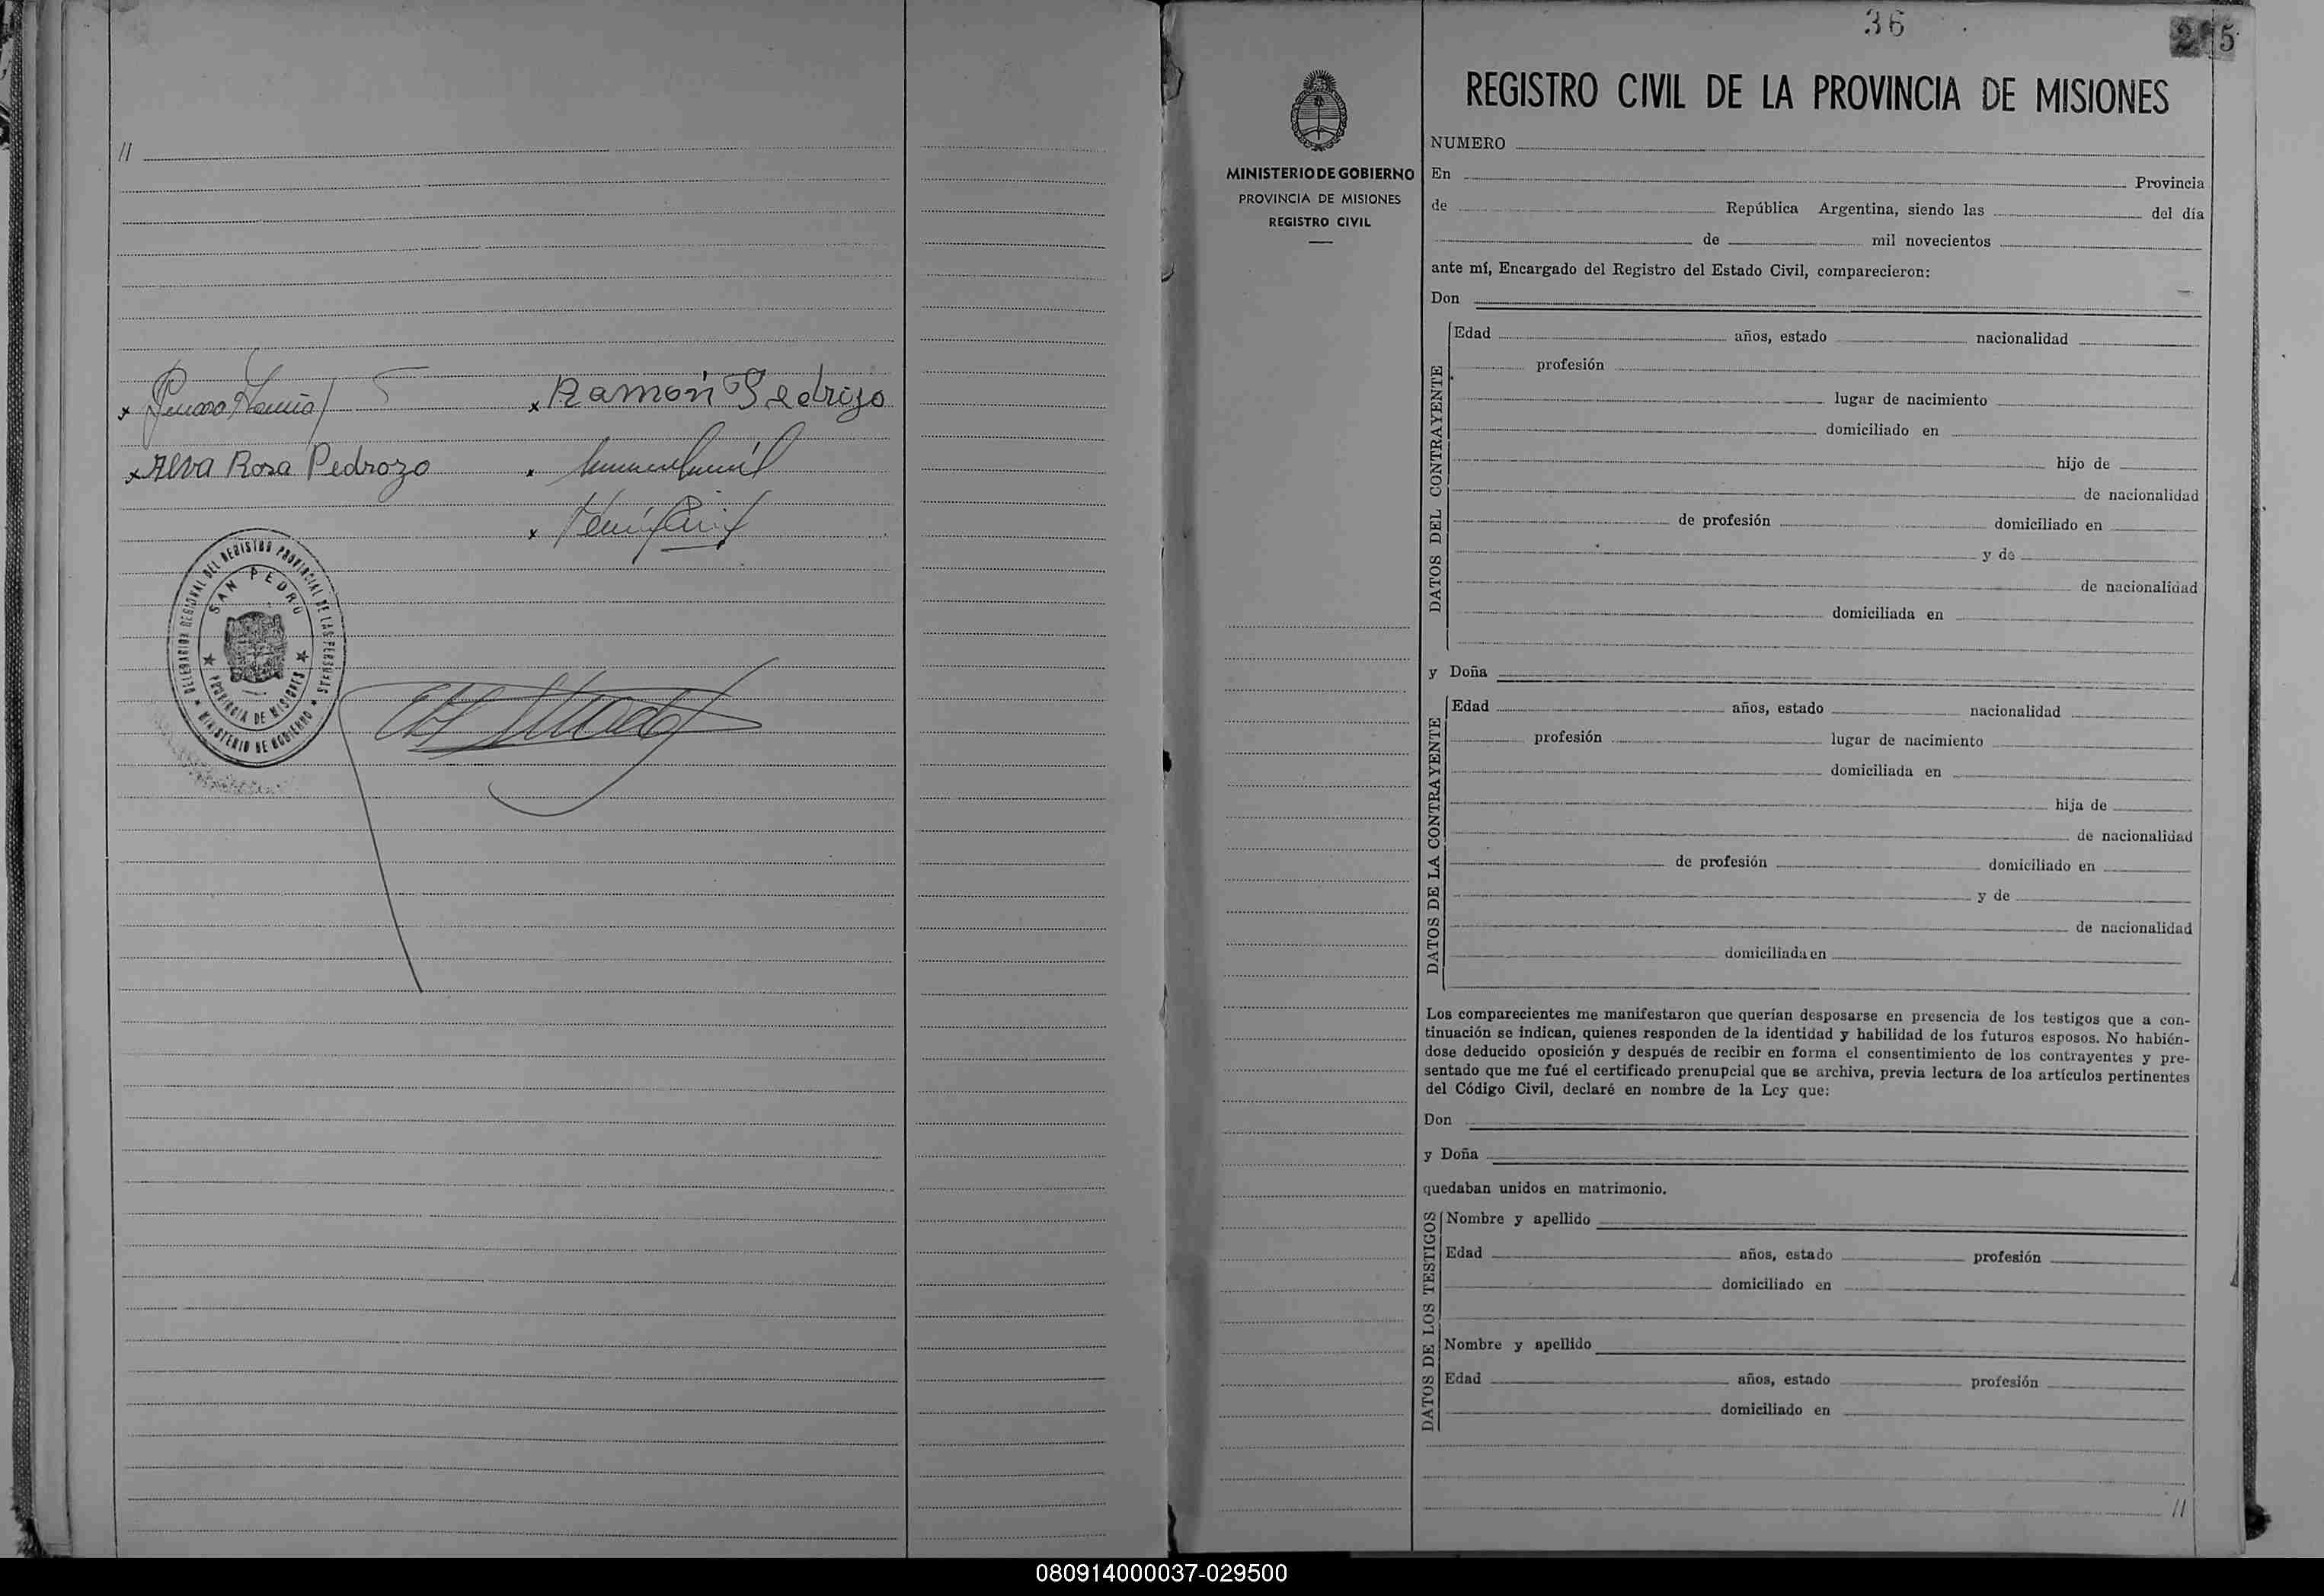 //
Ramón Pedrozo
Alva Rosa Pedrozo
DELEGACION REGIONAL DEL REGISTRO PROVINCIAL DE LAS PERSONAS
SAN PEDRO
PROVINCIA DE MISIONES
MINISTERIO DE GOBIERNO
36
MINISTERIO DE GOBIERNO
PROVINCIA DE MISIONES
REGISTRO CIVIL
REGISTRO CIVIL DE LA PROVINCIA DE MISIONES
NUMERO
En Provincia
de República Argentina, siendo las del día
de mil novecientos
ante mí, Encargado del Registro del Estado Civil, comparecieron:
Don
DATOS DEL CONTRAYENTE
Edad años, estado nacionalidad
profesión
lugar de nacimiento
domiciliado en
hijo de
de nacionalidad
de profesión domiciliado en
y de
de nacionalidad
domiciliada en
y Doña
DATOS DE LA CONTRAYENTE
Edad años, estado nacionalidad
profesión lugar de nacimiento
domiciliada en
hija de
de nacionalidad
de profesión domiciliado en
y de
de nacionalidad
domiciliada en
Los comparecientes me manifestaron que querían desposarse en presencia de los testigos que a con-
tinuación se indican, quienes responden de la identidad y habilidad de los futuros esposos. No habién-
dose deducido oposición y después de recibir en forma el consentimiento de los contrayentes y pre-
sentado que me fué el certificado prenupcial que se archiva, previa lectura de los artículos pertinentes
del Código Civil, declaré en nombre de la Ley que:
Don
y Doña
quedaban unidos en matrimonio.
DATOS DE LOS TESTIGOS
Nombre y apellido
Edad años, estado profesión
domiciliado en
Nombre y apellido
Edad años, estado profesión
domiciliado en
//
080914000037-029500